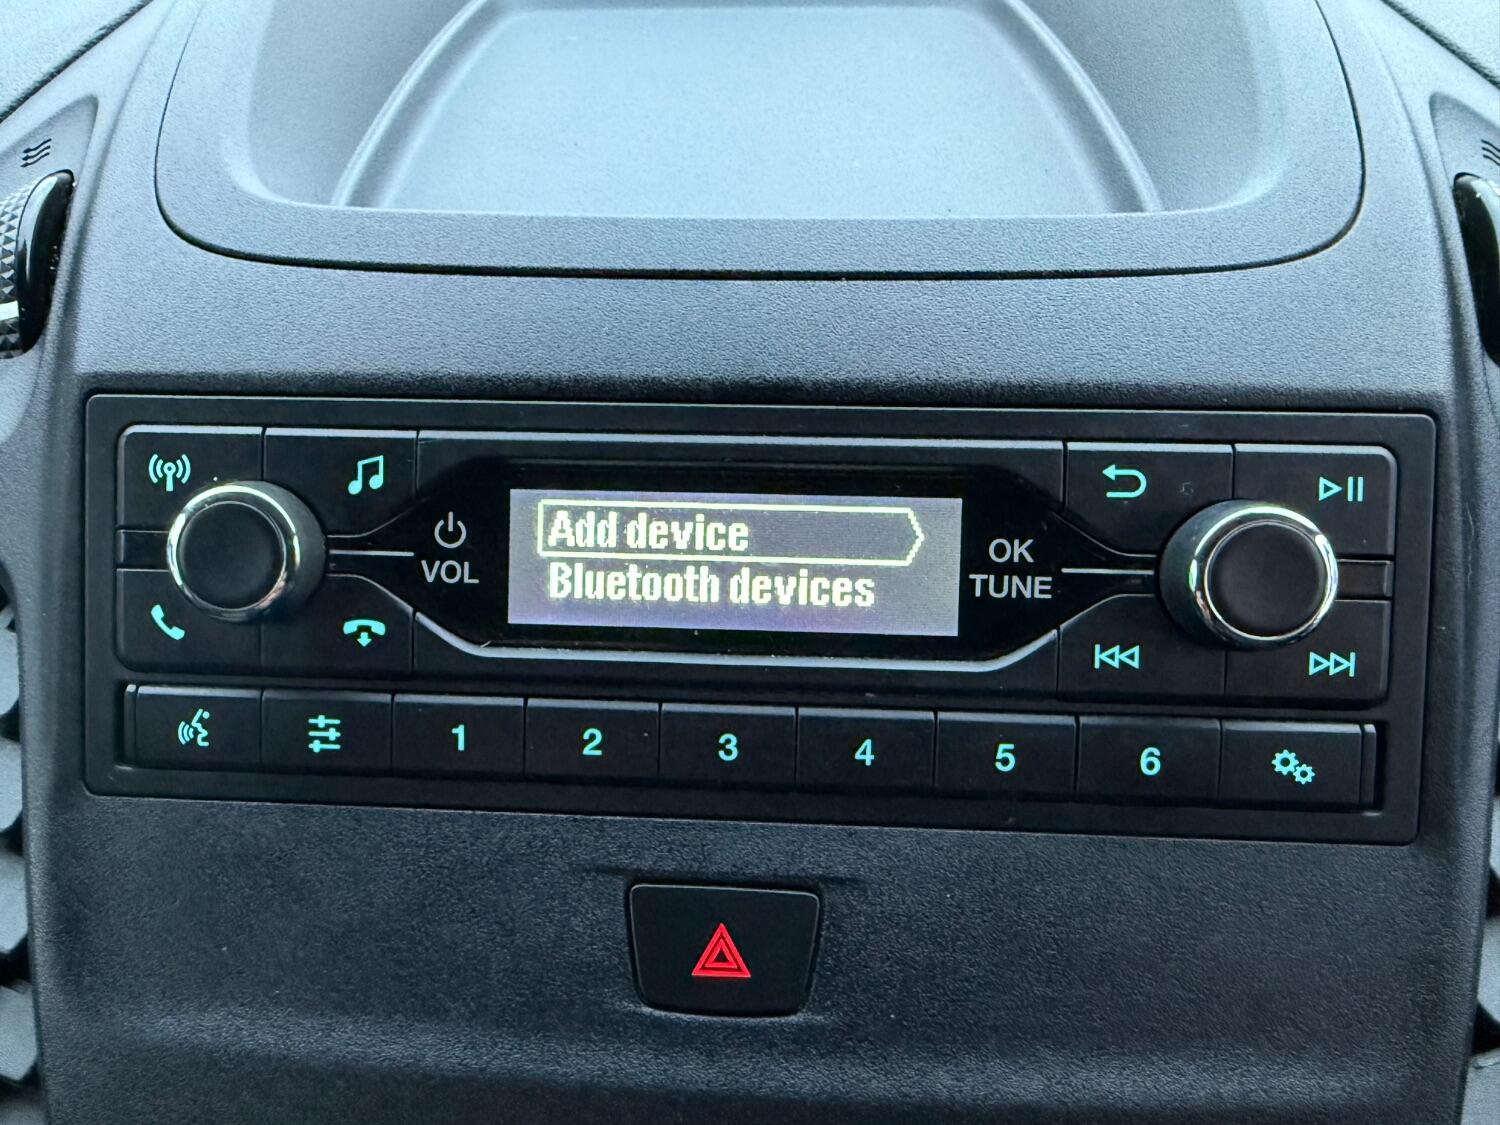 Add device
Bluetooth devices
VOL
OK
TUNE
1 2 3 4 5 6